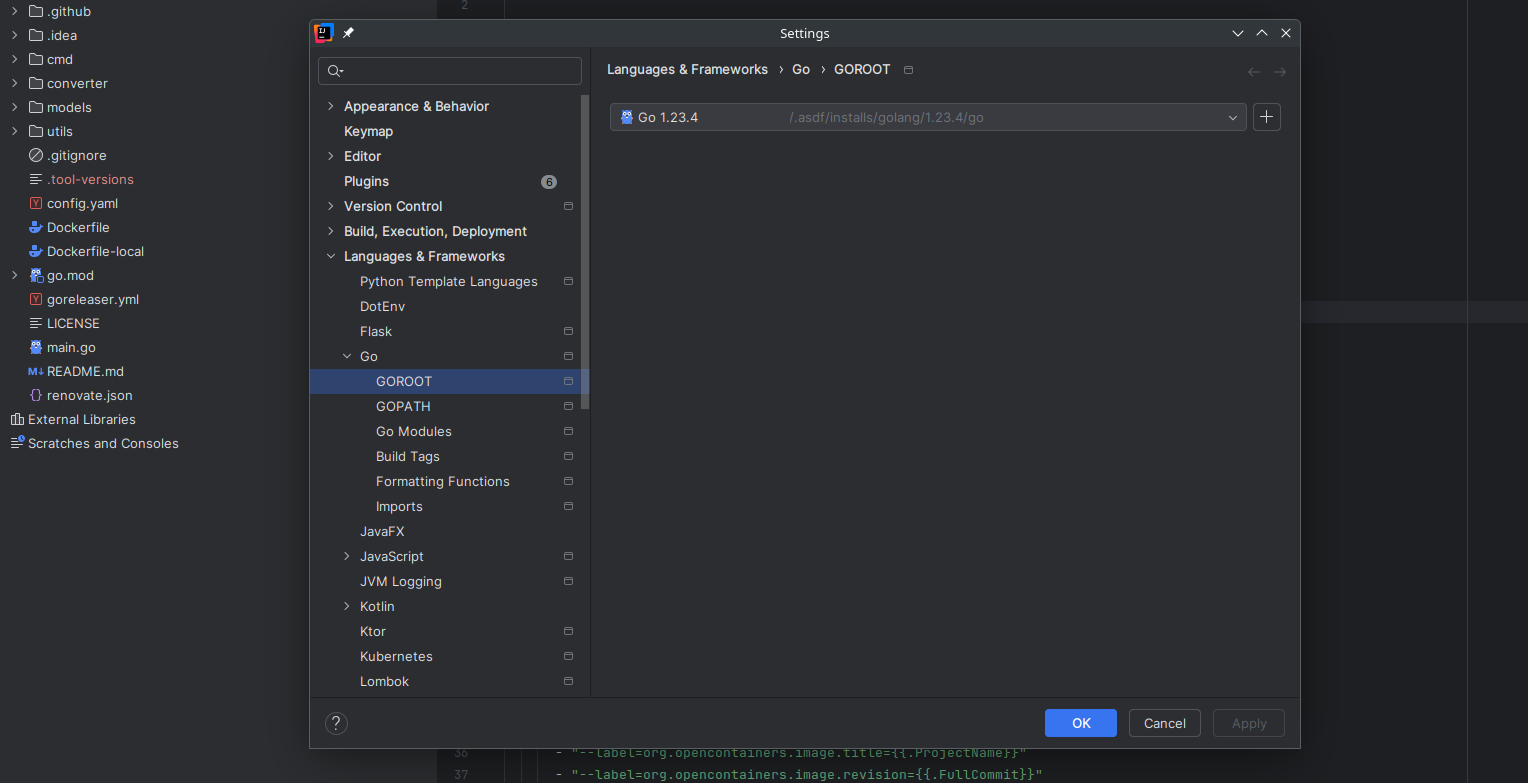 .github
.idea
cmd
converter
models
utils
.gitignore
.tool-versions
config.yaml
Dockerfile
Dockerfile-local
go.mod
goreleaser.yml
LICENSE
main.go
README.md
renovate.json
External Libraries
Scratches and Consoles
2
Settings
Appearance & Behavior
Keymap
Editor
Plugins 6
Version Control
Build, Execution, Deployment
Languages & Frameworks
Python Template Languages
DotEnv
Flask
Go
GOROOT
GOPATH
Go Modules
Build Tags
Formatting Functions
Imports
JavaFX
JavaScript
JVM Logging
Kotlin
Ktor
Kubernetes
Lombok
Languages & Frameworks › Go › GOROOT
Go 1.23.4 /.asdf/installs/golang/1.23.4/go
? OK Cancel Apply
36 - "--label=org.opencontainers.image.title={{.ProjectName}}"
37 - "--label=org.opencontainers.image.revision={{.FullCommit}}"